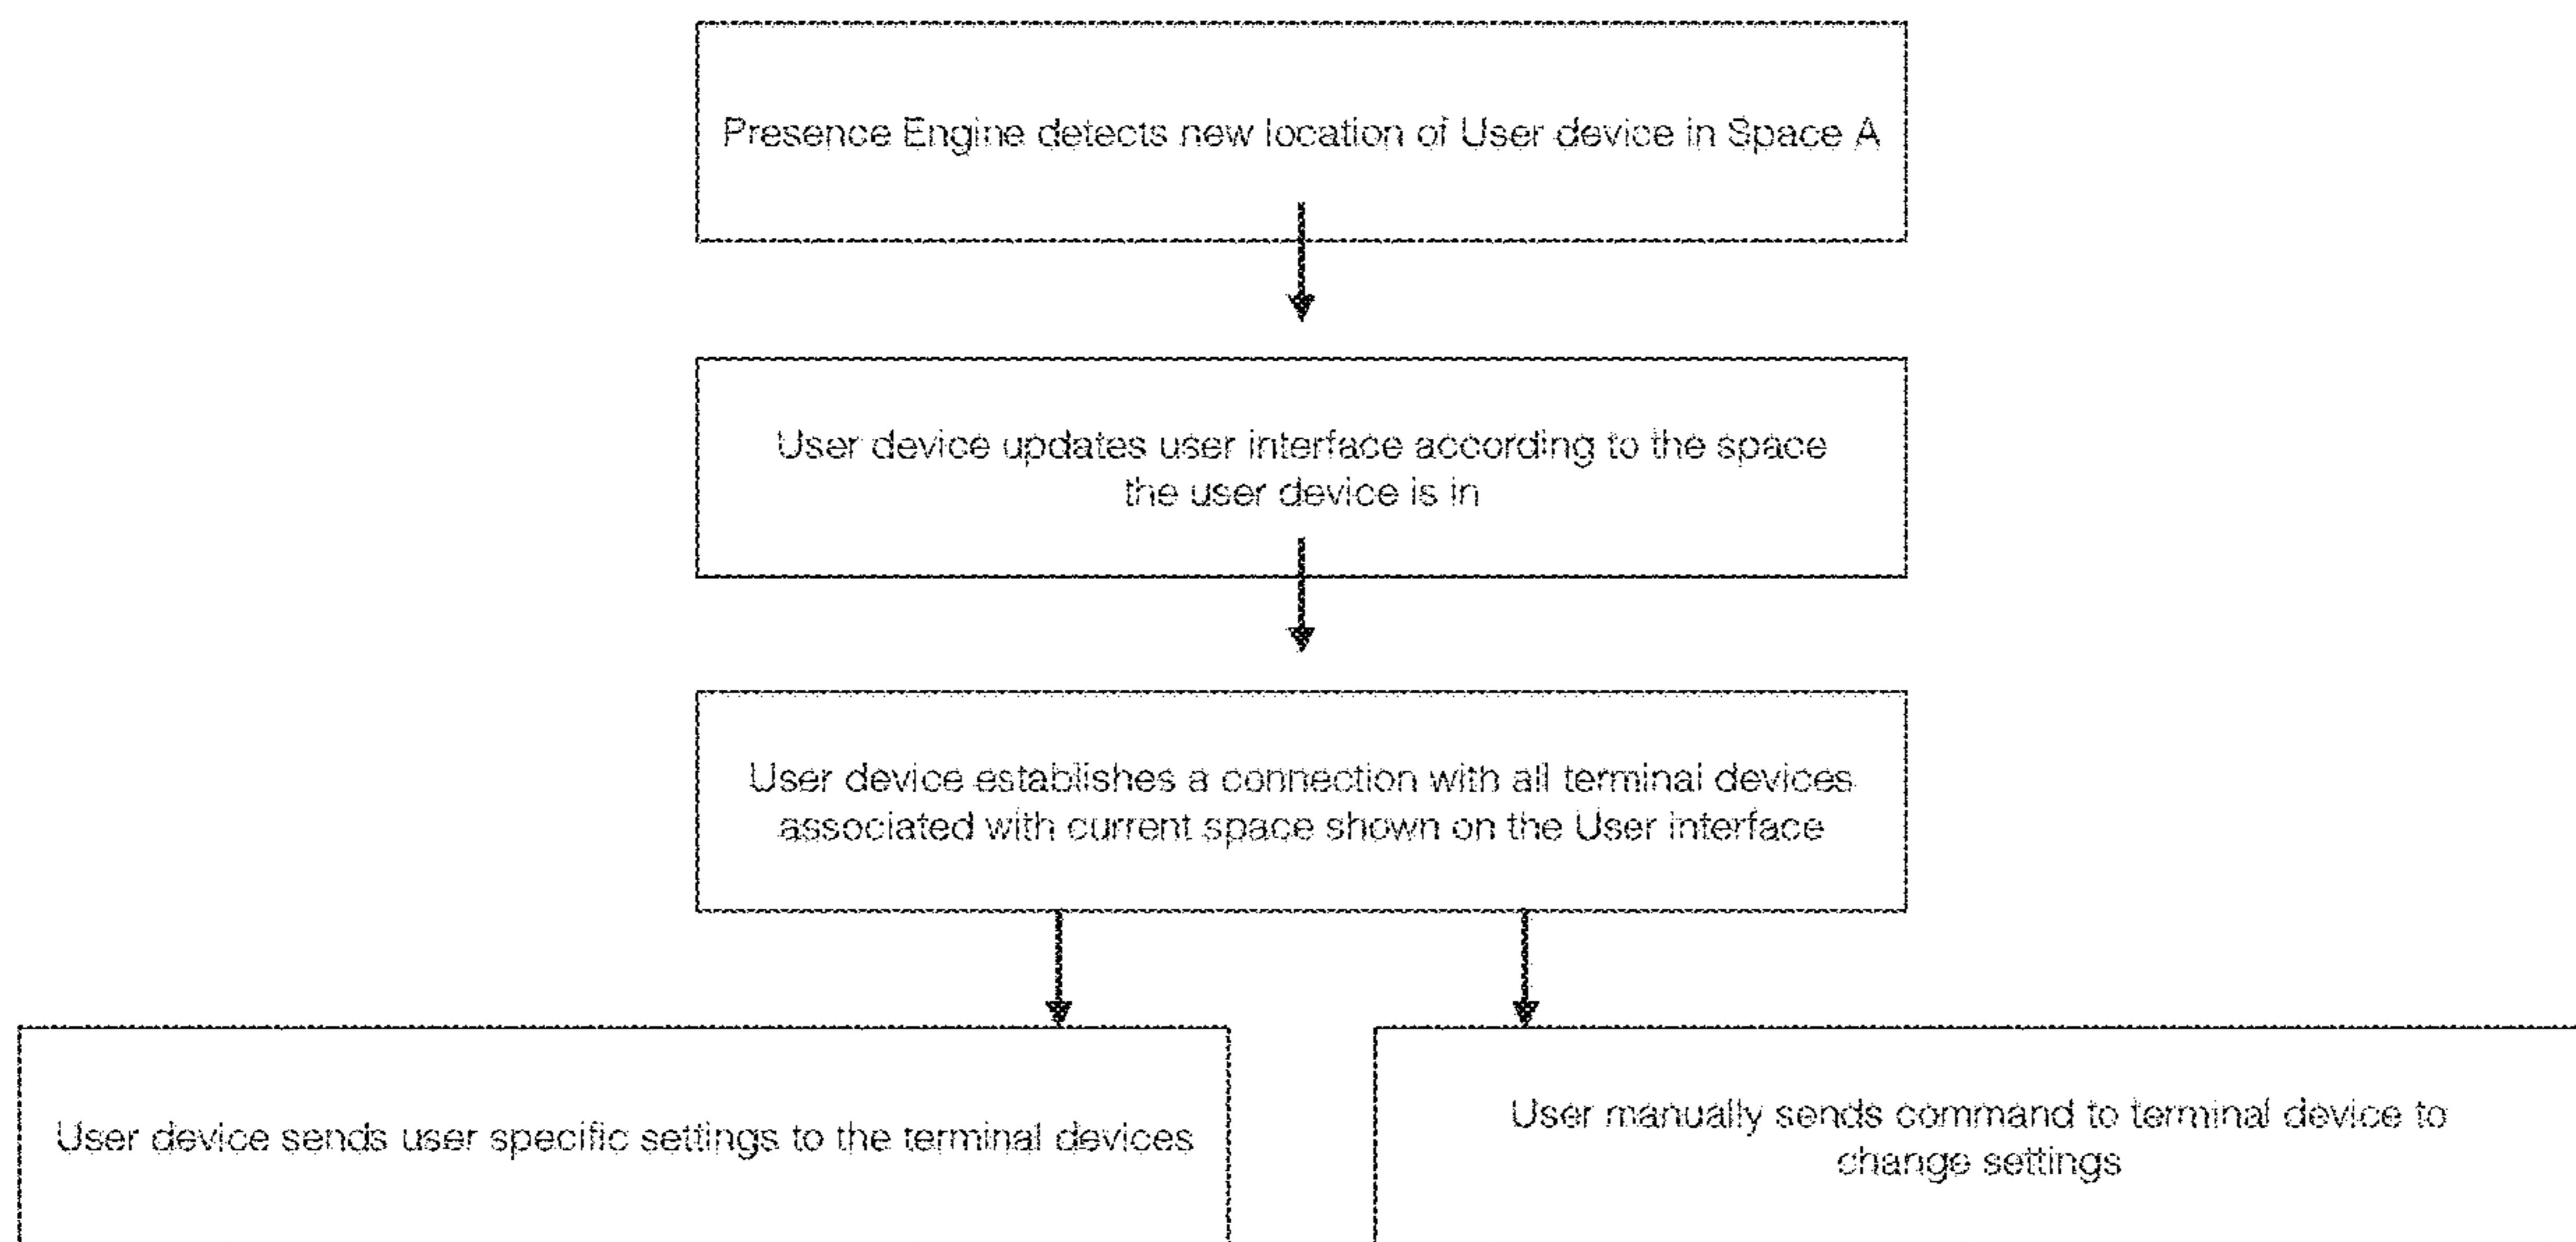 Presence Engine detects new location of User device in Space A
User device updates user interface according to the space
the user device is in
User device establishes a connection with all terminal devices
associated with current space shown on the User interface
User device sends user specific settings to the terminal devices
User manually sends command to terminal device to
change settings